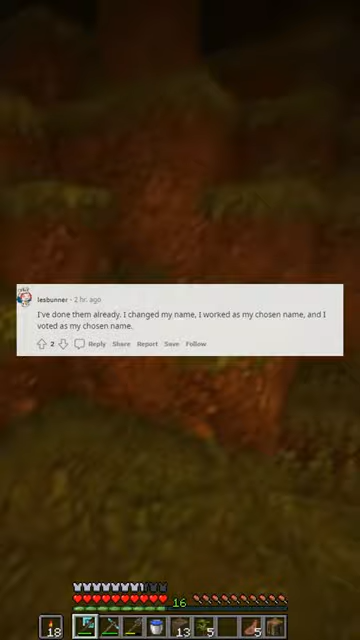 lesbunner · 2 hr. ago
I've done them already. I changed my name, I worked as my chosen name, and I
voted as my chosen name.
2 Reply Share Report Save Follow
16
18 13 5 5